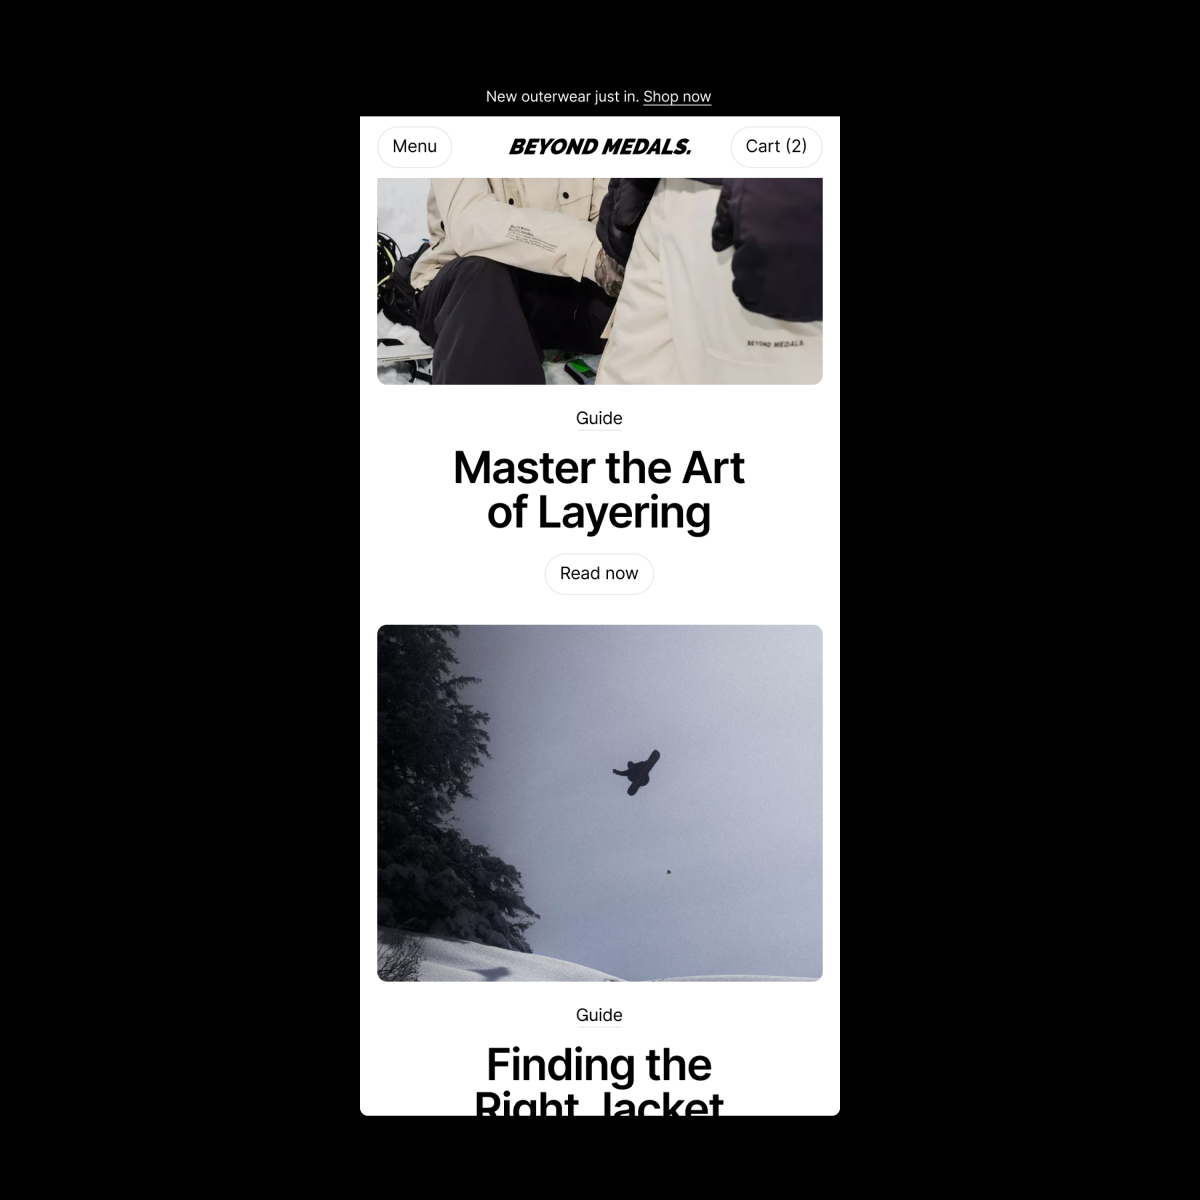 New outerwear just in. Shop now
Menu
BEYOND MEDALS.
Cart (2)
BEYOND MEDALS.
Guide
Master the Art
of Layering
Read now
Guide
Finding the
Right Jacket